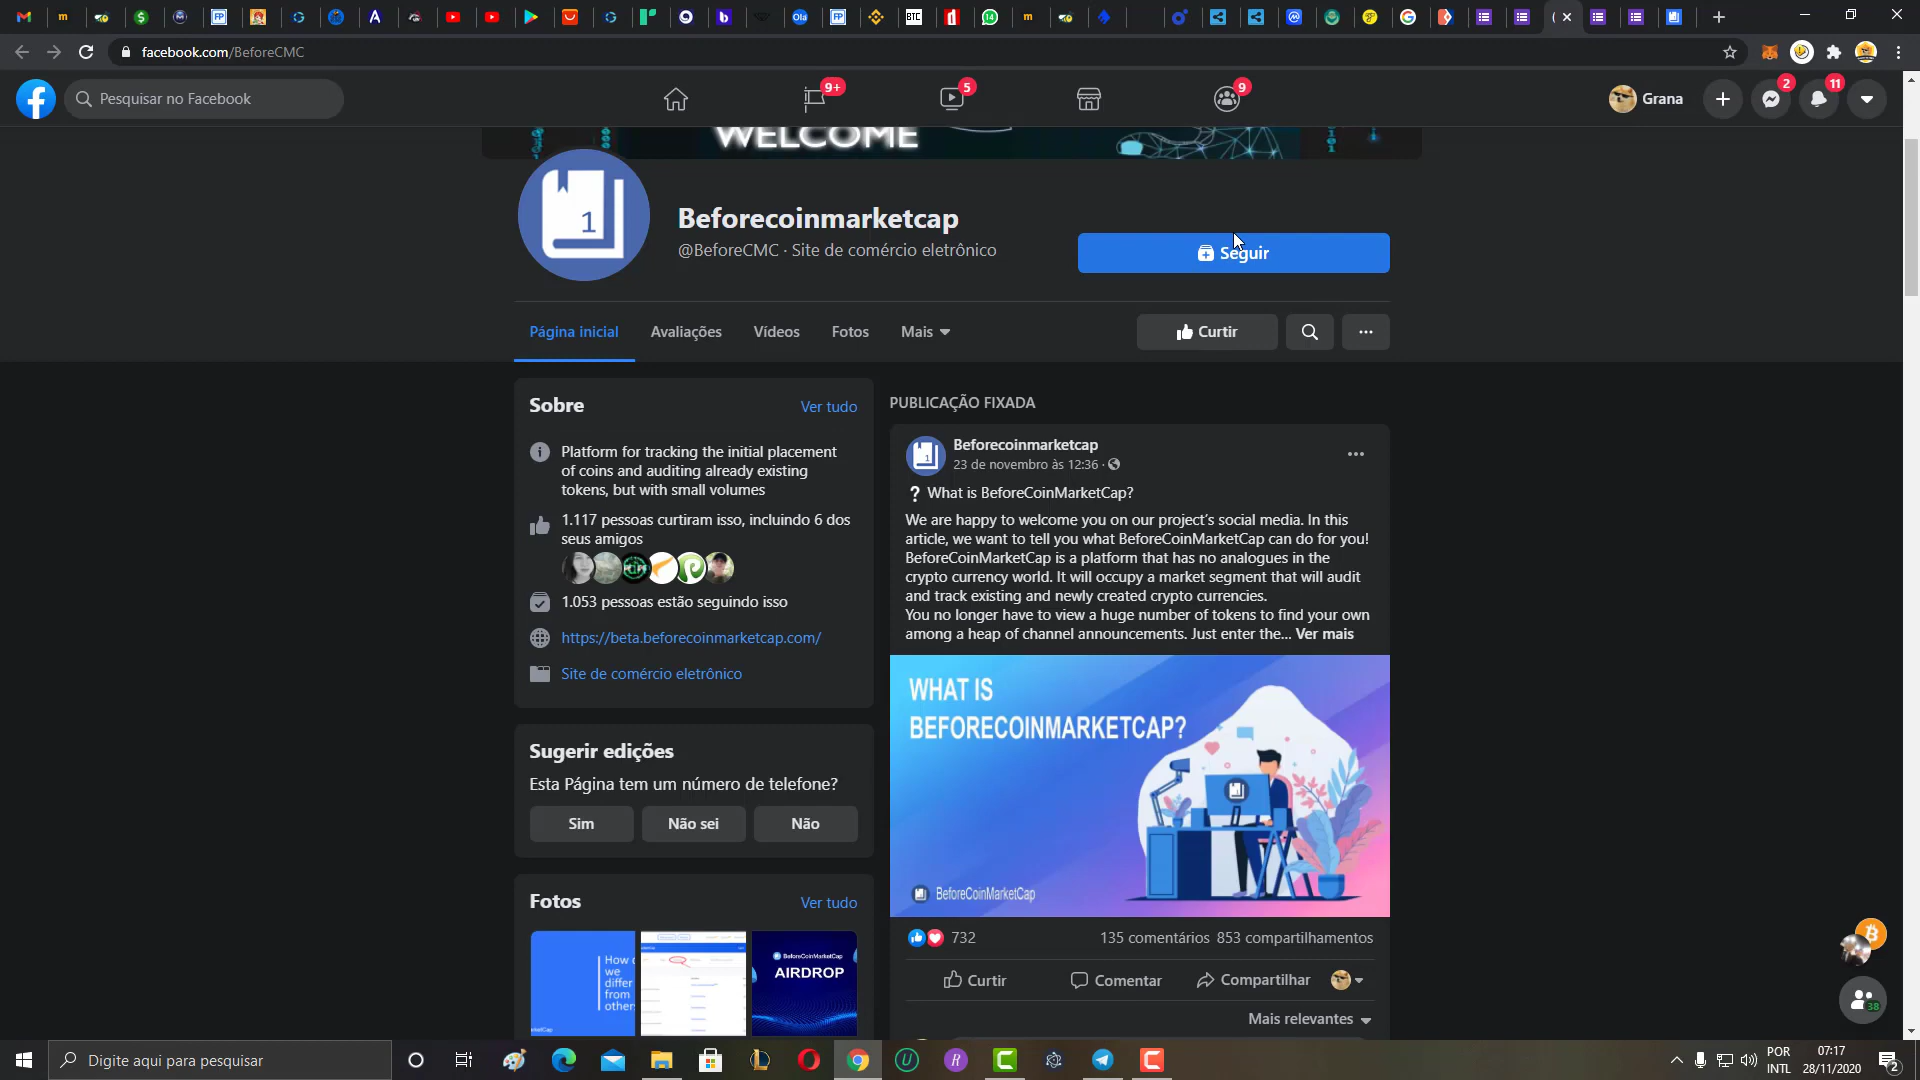 facebook.com/BeforeCMC
Pesquisar no Facebook
9+
5
9
Grana
2
11
WELCOME
1
Beforecoinmarketcap
@BeforeCMC · Site de comércio eletrônico
Seguir
Página inicial
Avaliações
Vídeos
Fotos
Mais
Curtir
Sobre
Ver tudo
Platform for tracking the initial placement
of coins and auditing already existing
tokens, but with small volumes
1.117 pessoas curtiram isso, incluindo 6 dos
seus amigos
1.053 pessoas estão seguindo isso
https://beta.beforecoinmarketcap.com/
Site de comércio eletrônico
Sugerir edições
Esta Página tem um número de telefone?
Sim
Não sei
Não
Fotos
Ver tudo
BeforeCoinMarketCap
AIRDROP
PUBLICAÇÃO FIXADA
Beforecoinmarketcap
23 de novembro às 12:36 ·
❔ What is BeforeCoinMarketCap?
We are happy to welcome you on our project's social media. In this
article, we want to tell you what BeforeCoinMarketCap can do for you!
BeforeCoinMarketCap is a platform that has no analogues in the
crypto currency world. It will occupy a market segment that will audit
and track existing and newly created crypto currencies.
You no longer have to view a huge number of tokens to find your own
among a heap of channel announcements. Just enter the... Ver mais
WHAT IS
BEFORECOINMARKETCAP?
BeforeCoinMarketCap
732
135 comentários 853 compartilhamentos
Curtir
Comentar
Compartilhar
Mais relevantes
38
Digite aqui para pesquisar
POR
INTL
07:17
28/11/2020
2